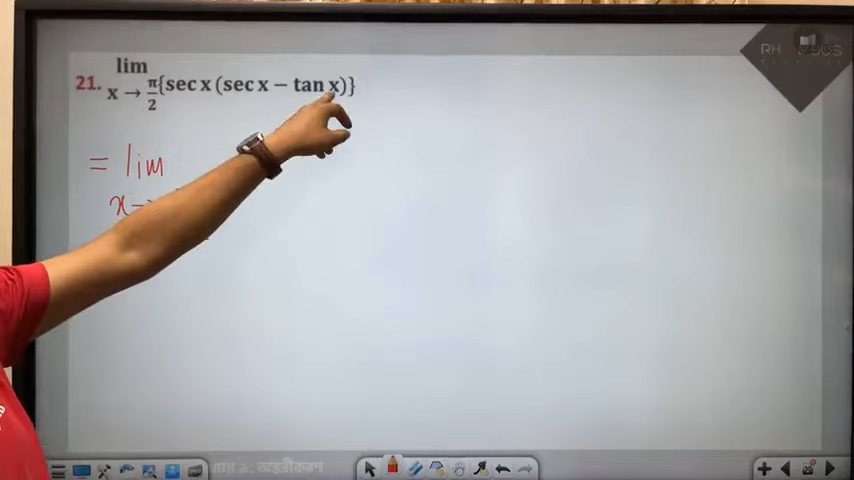 lim
21. x → π/2 {sec x (sec x − tan x)}
= lim
x →